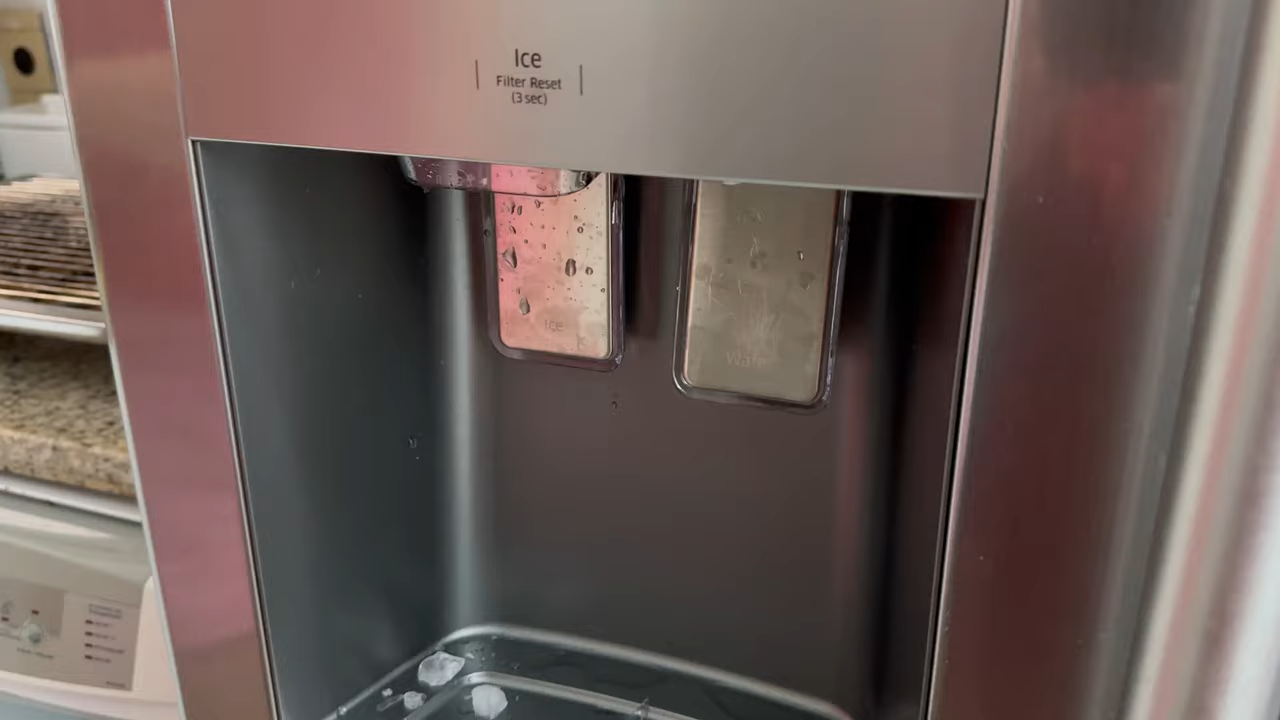 Ice
Filter Reset
(3 sec)
Ice
Water